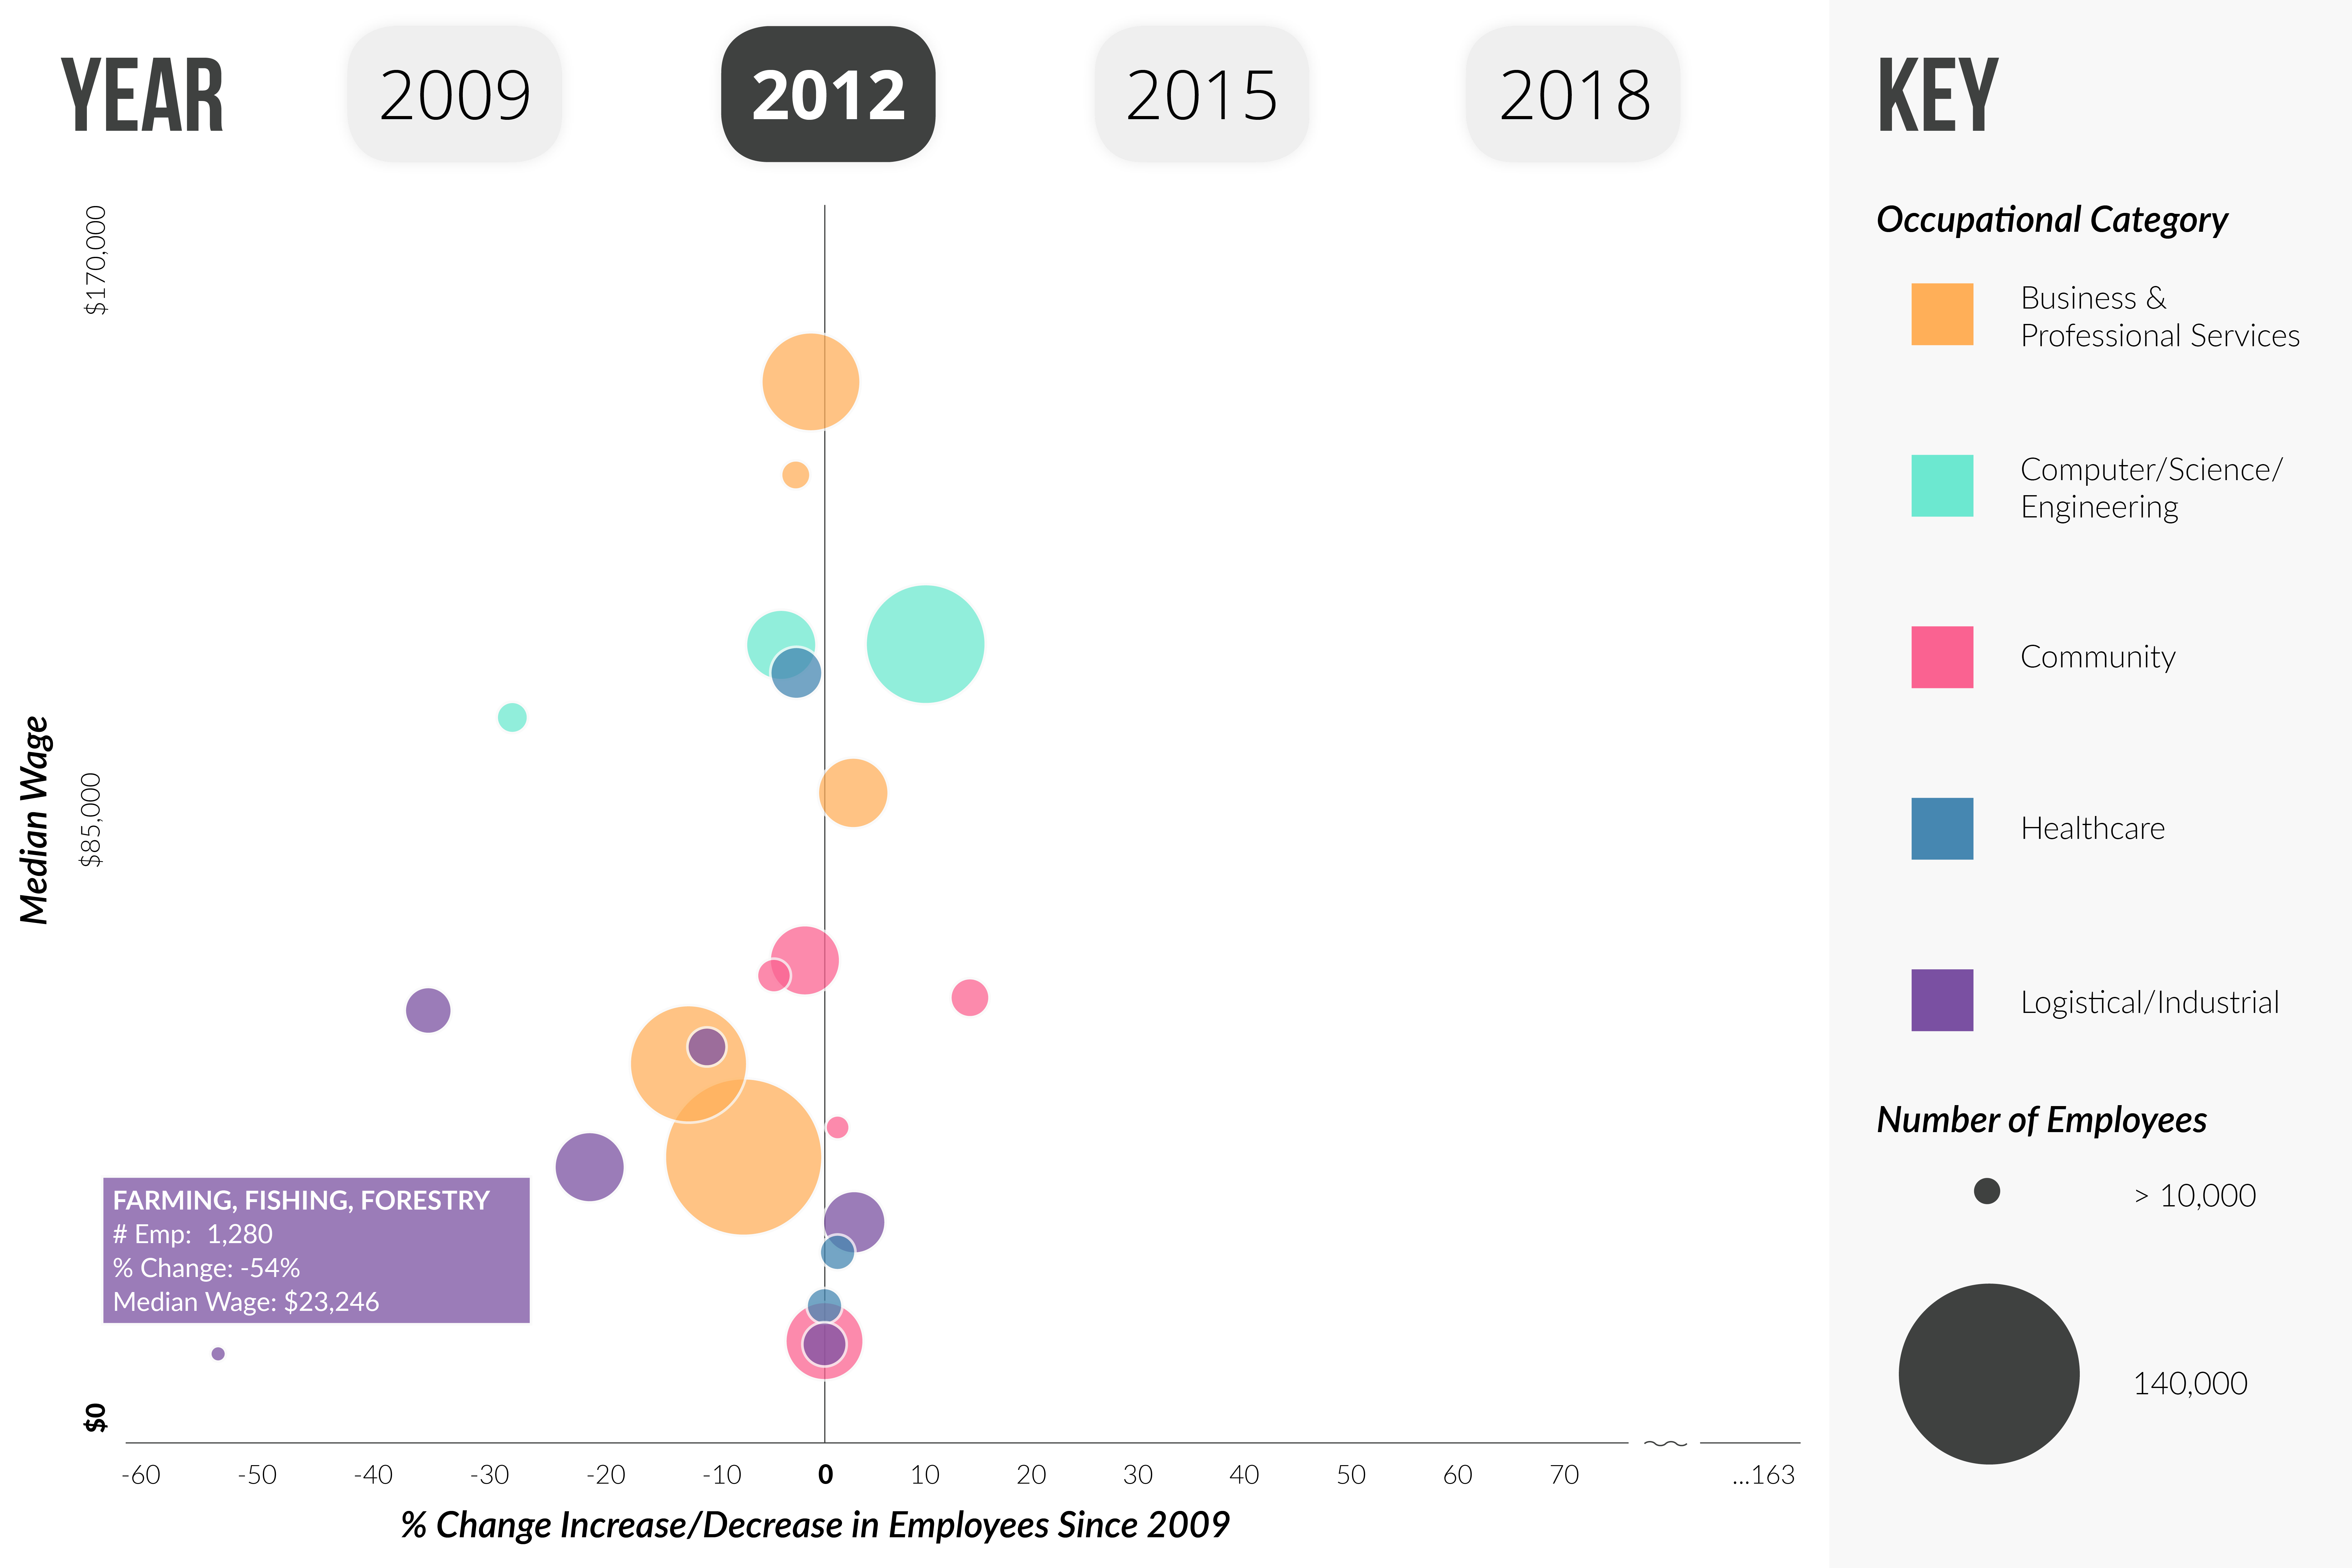 YEAR
2009
2012
2015
2018
KEY
Occupational Category
Business &
Professional Services
Computer/Science/
Engineering
Community
Healthcare
Logistical/Industrial
Number of Employees
> 10,000
140,000
$170,000
$85,000
Median Wage
$0
FARMING, FISHING, FORESTRY
# Emp: 1,280
% Change: -54%
Median Wage: $23,246
-60 -50 -40 -30 -20 -10 0 10 20 30 40 50 60 70 ...163
% Change Increase/Decrease in Employees Since 2009